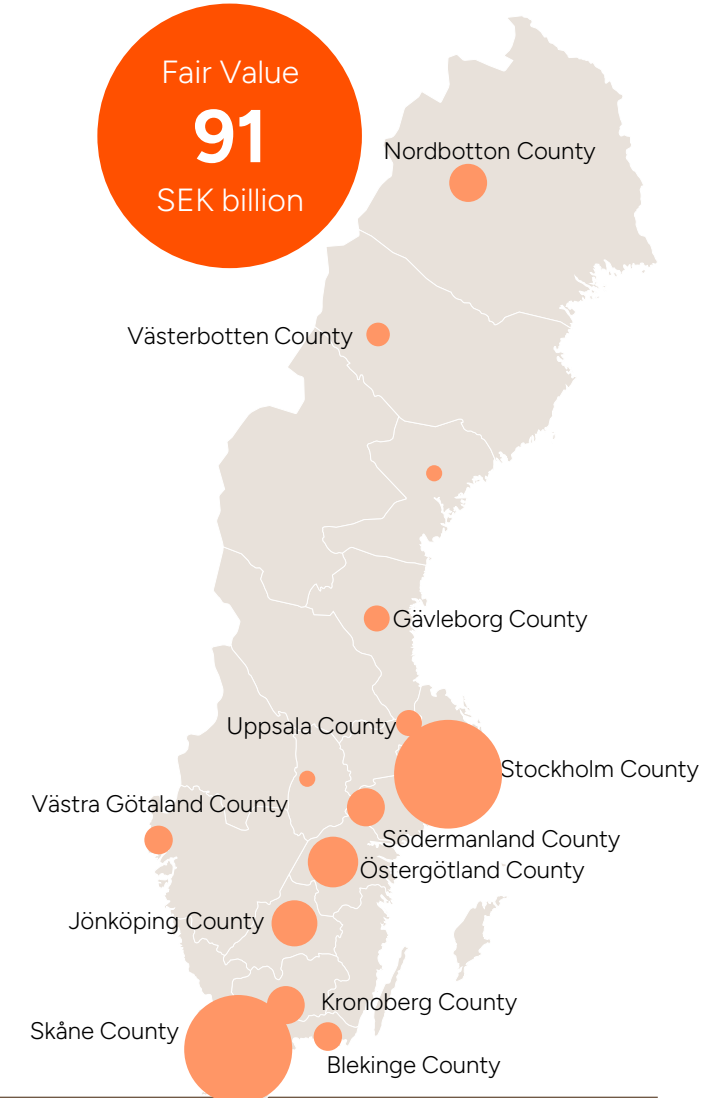 Fair Value
91
SEK billion
Nordbotton County
Västerbotten County
Gävleborg County
Uppsala County
Stockholm County
Västra Götaland County
Södermanland County
Östergötland County
Jönköping County
Kronoberg County
Skåne County
Blekinge County